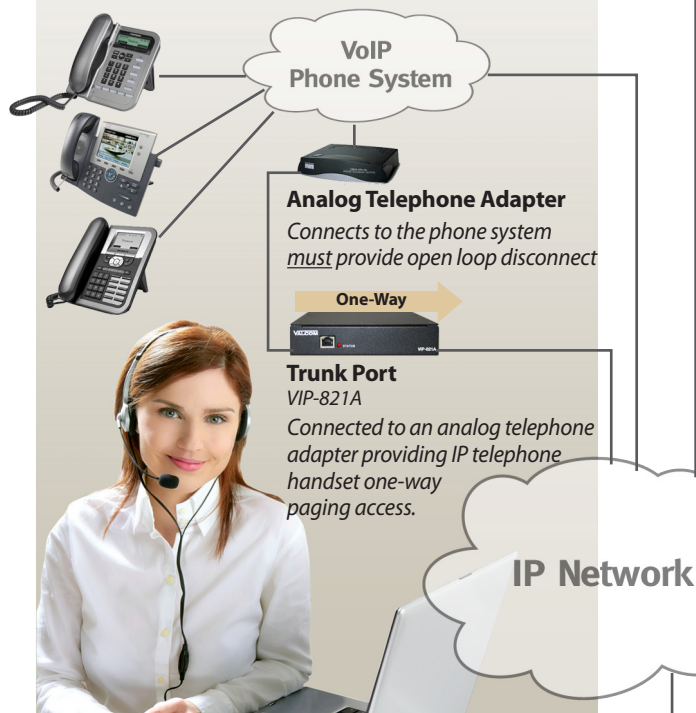 VoIP
Phone System
Analog Telephone Adapter
Connects to the phone system
must provide open loop disconnect
One-Way
VALCOM
STATUS
VIP-821A
Trunk Port
VIP-821A
Connected to an analog telephone
adapter providing IP telephone
handset one-way
paging access.
IP Network